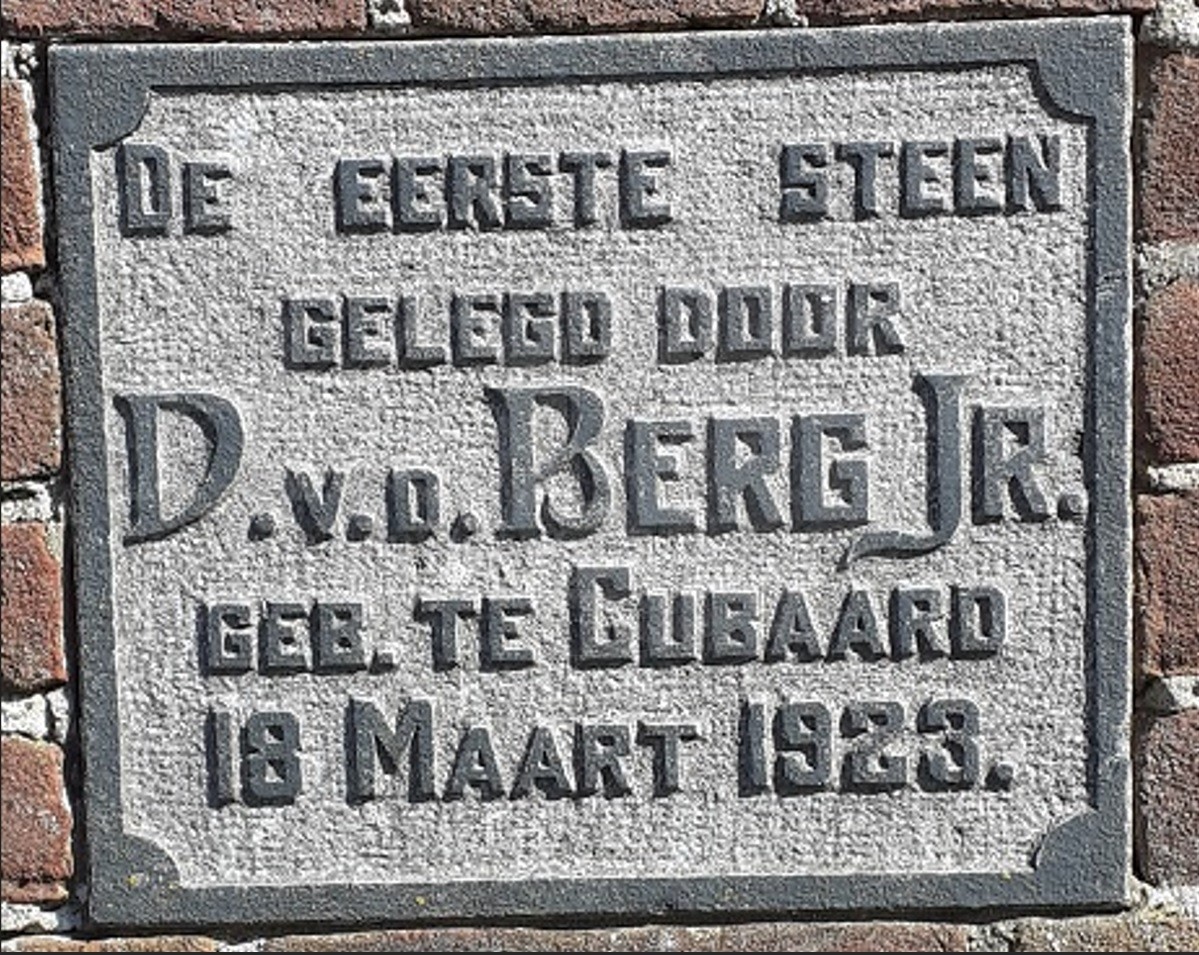 DE EERSTE STEEN
GELEGD DOOR
D.V.D. BERG JR.
GEB. TE CUBAARD
18 MAART 1923.